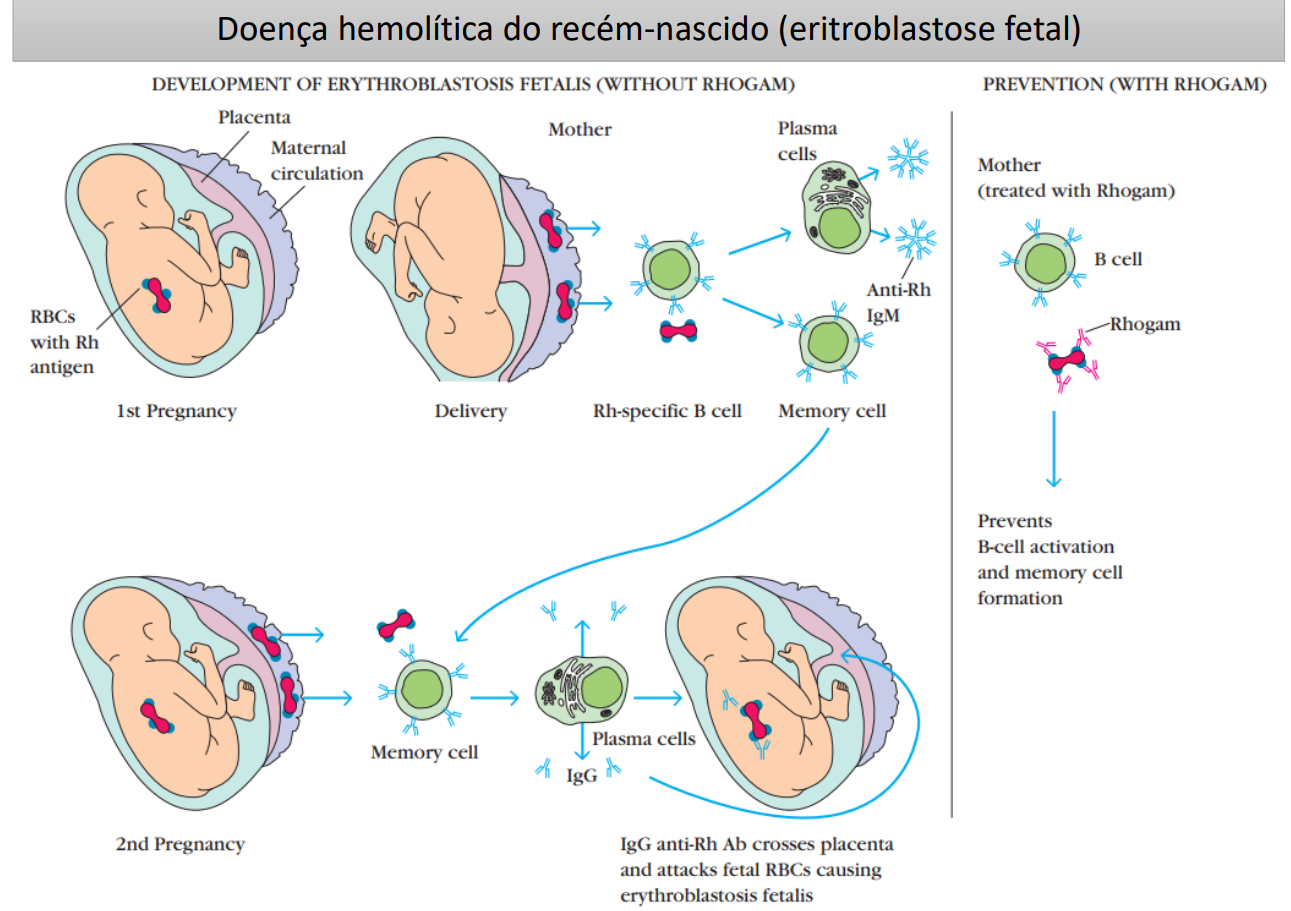 Doença hemolítica do recém-nascido (eritroblastose fetal)
DEVELOPMENT OF ERYTHROBLASTOSIS FETALIS (WITHOUT RHOGAM)
Placenta
Maternal
circulation
RBCs
with Rh
antigen
1st Pregnancy
Delivery
Mother
Rh-specific B cell
Plasma
cells
Anti-Rh
IgM
Memory cell
2nd Pregnancy
Memory cell
Plasma cells
IgG
IgG anti-Rh Ab crosses placenta
and attacks fetal RBCs causing
erythroblastosis fetalis
PREVENTION (WITH RHOGAM)
Mother
(treated with Rhogam)
B cell
Rhogam
Prevents
B-cell activation
and memory cell
formation